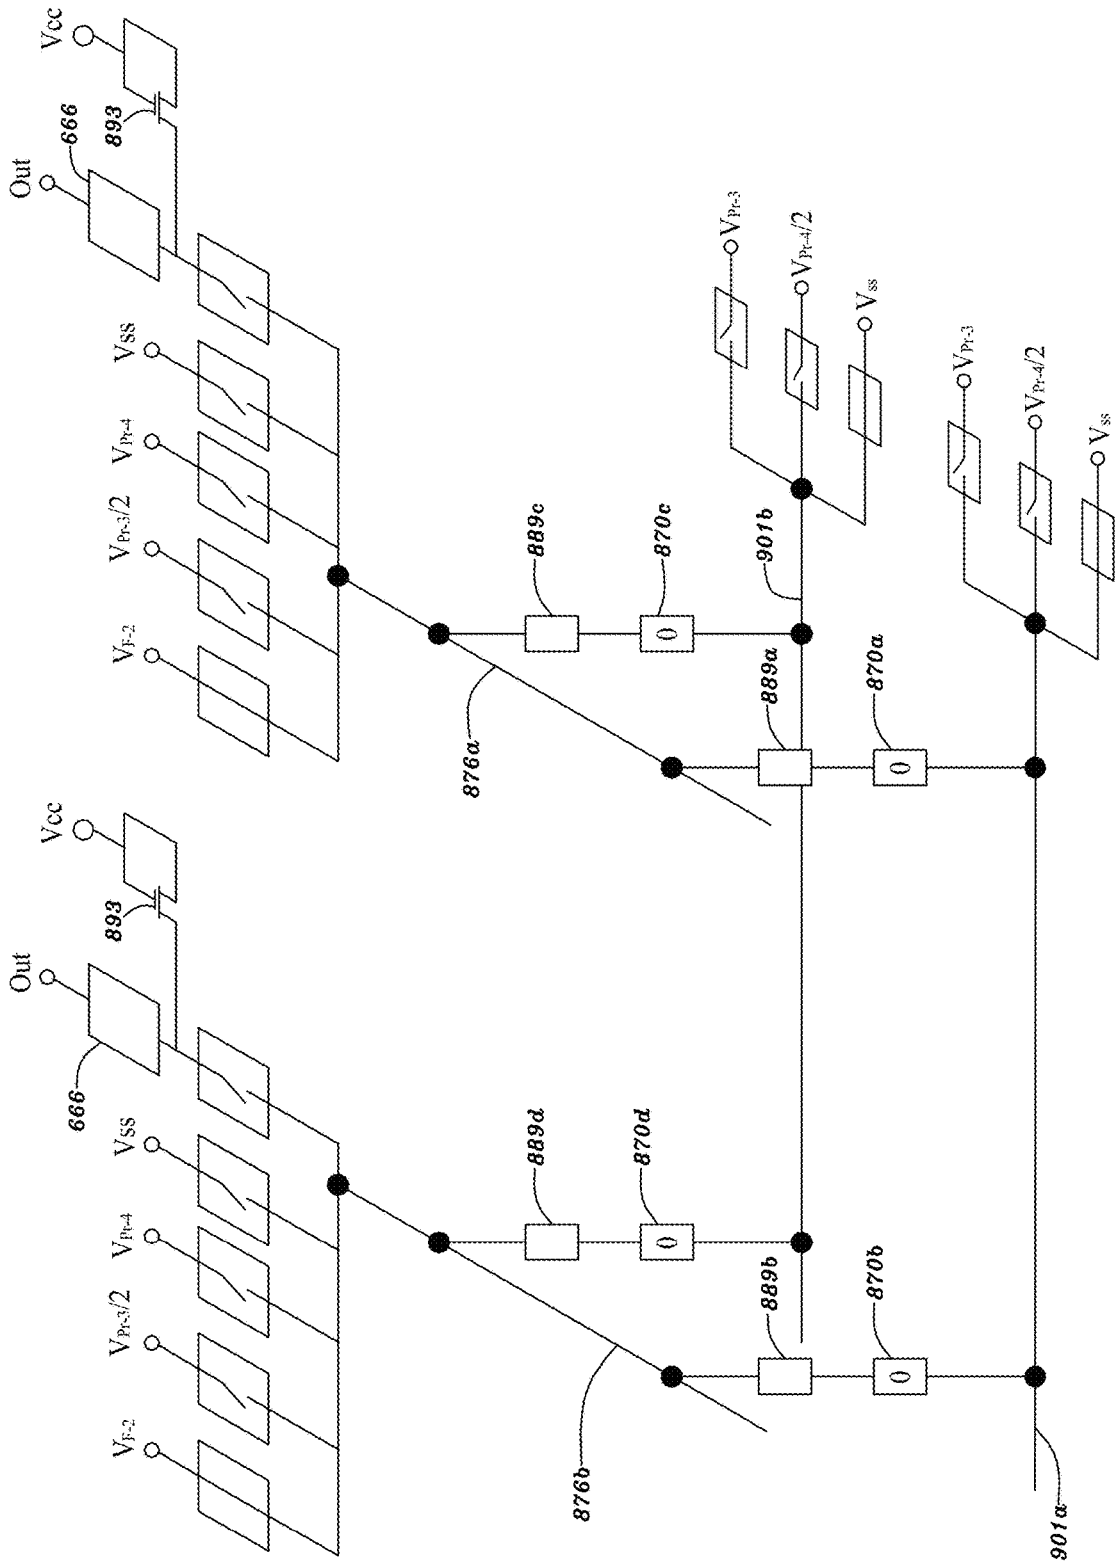 Vcc
893
666
Out
Vss
VPr-4
VPr-3/2
VF-2
VPr-3
VPr-4/2
Vss
VPr-3
VPr-4/2
Vss
889c
870c
0
901b
889a
870a
0
876a
Vcc
893
Out
666
Vss
VPr-4
VPr-3/2
VF-2
889d
870d
0
889b
870b
0
876b
901a